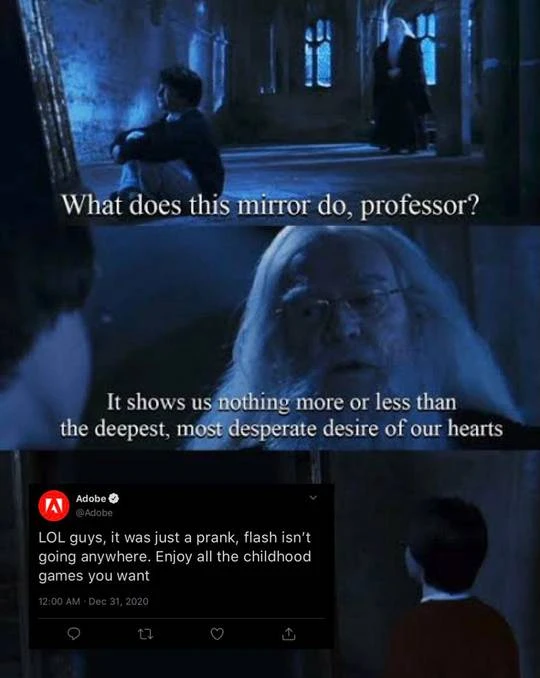 What does this mirror do, professor?
It shows us nothing more or less than
the deepest, most desperate desire of our hearts
Adobe
@Adobe
LOL guys, it was just a prank, flash isn't
going anywhere. Enjoy all the childhood
games you want
12:00 AM · Dec 31, 2020